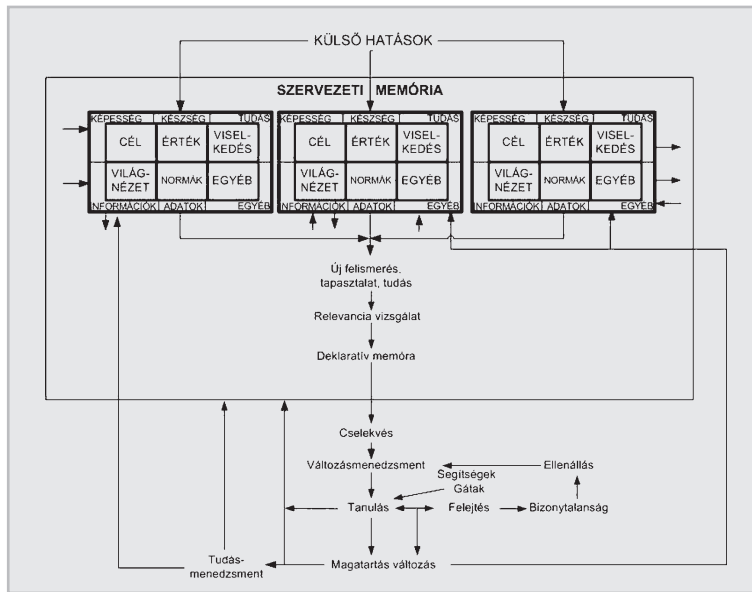 KÜLSŐ HATÁSOK
SZERVEZETI MEMÓRIA
KÉPESSÉG KÉSZSÉG TUDÁS
CÉL ÉRTÉK VISEL-
KEDÉS
VILÁG-
NÉZET NORMÁK EGYÉB
INFORMÁCIÓK ADATOK EGYÉB
KÉPESSÉG KÉSZSÉG TUDÁS
CÉL ÉRTÉK VISEL-
KEDÉS
VILÁG-
NÉZET NORMÁK EGYÉB
INFORMÁCIÓK ADATOK EGYÉB
KÉPESSÉG KÉSZSÉG TUDÁS
CÉL ÉRTÉK VISEL-
KEDÉS
VILÁG-
NÉZET NORMÁK EGYÉB
INFORMÁCIÓK ADATOK EGYÉB
Új felismerés,
tapasztalat, tudás
Relevancia vizsgálat
Deklaratív memóra
Cselekvés
Változásmenedzsment
Ellenállás
Segítségek
Gátak
Tanulás
Felejtés
Bizonytalanság
Tudás-
menedzsment
Magatartás változás